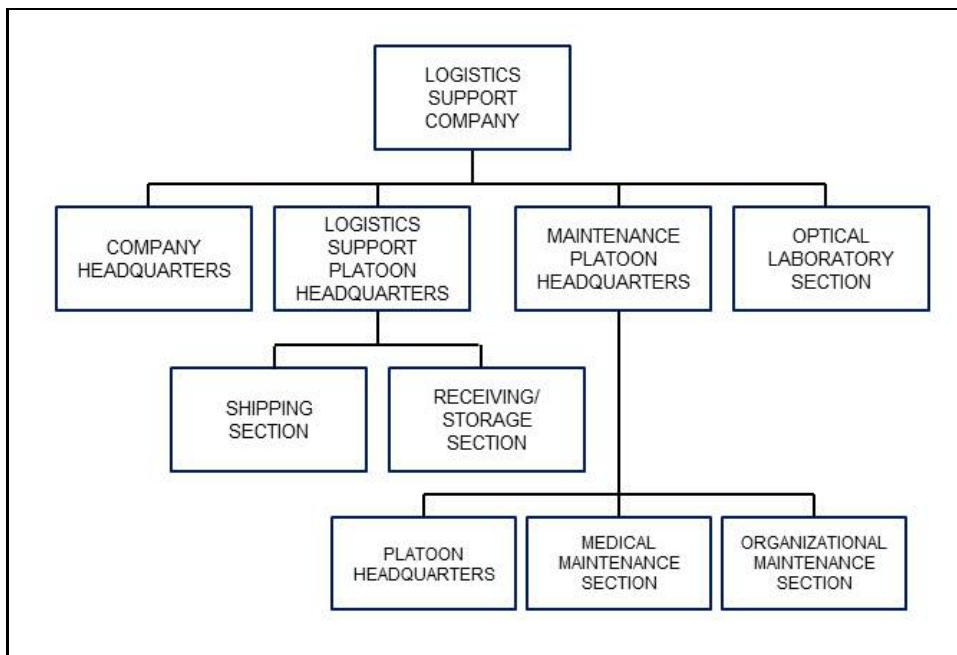 LOGISTICS
SUPPORT
COMPANY
COMPANY
HEADQUARTERS
LOGISTICS
SUPPORT
PLATOON
HEADQUARTERS
MAINTENANCE
PLATOON
HEADQUARTERS
OPTICAL
LABORATORY
SECTION
SHIPPING
SECTION
RECEIVING/
STORAGE
SECTION
PLATOON
HEADQUARTERS
MEDICAL
MAINTENANCE
SECTION
ORGANIZATIONAL
MAINTENANCE
SECTION